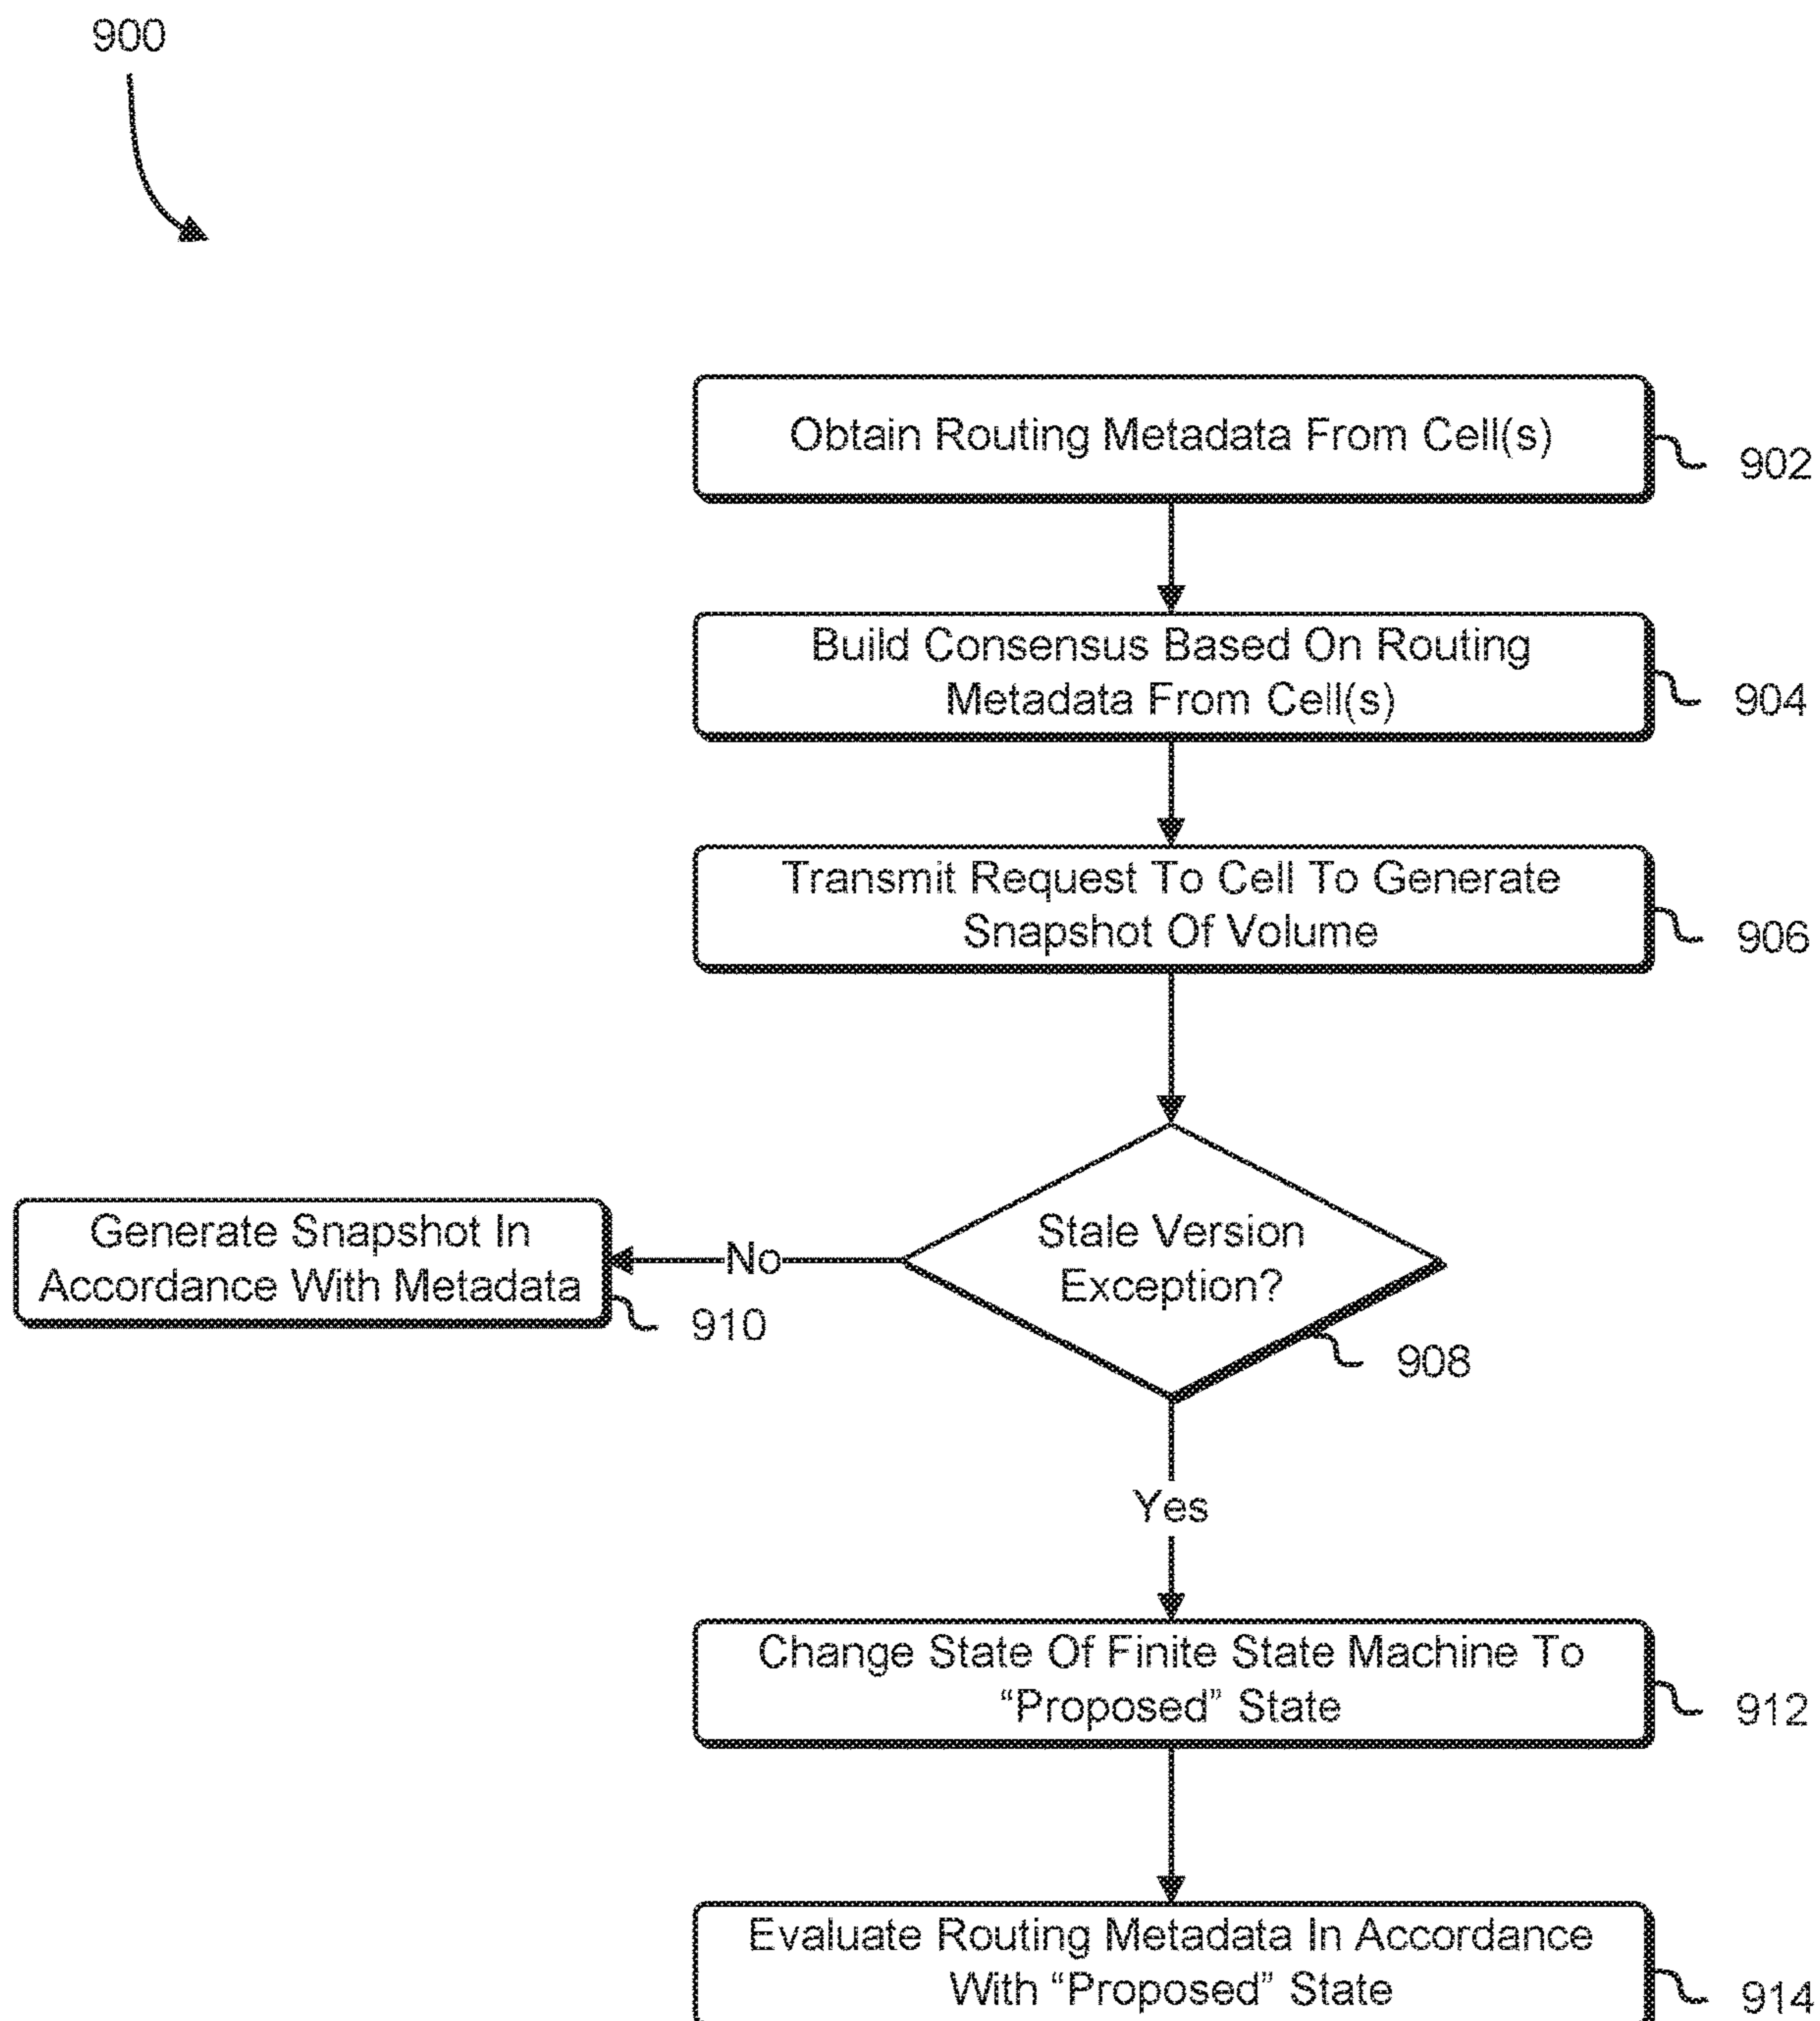 900
Obtain Routing Metadata From Cell(s)
902
Build Consensus Based On Routing
Metadata From Cell(s)
904
Transmit Request To Cell To Generate
Snapshot Of Volume
906
Stale Version
Exception?
908
No
Generate Snapshot In
Accordance With Metadata
910
Yes
Change State Of Finite State Machine To
“Proposed” State
912
Evaluate Routing Metadata In Accordance
With “Proposed” State
914